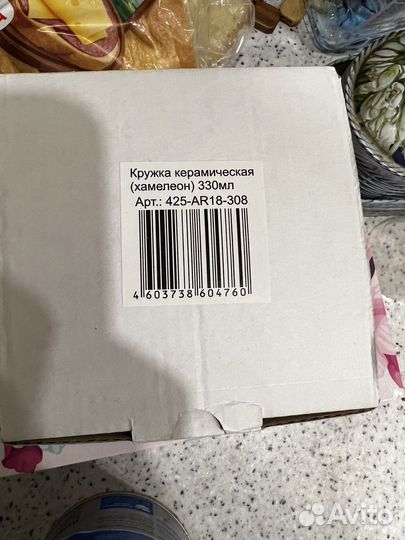 Кружка керамическая
(хамелеон) 330мл
Арт.: 425-AR18-308
4 603738 604760
Avito